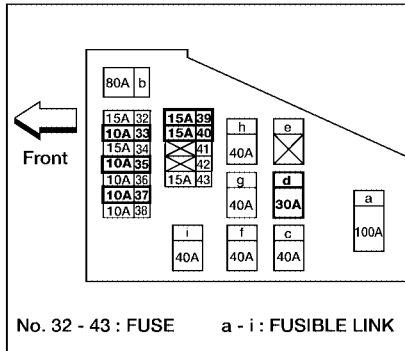 80A b
15A 32
10A 33
15A 34
10A 35
10A 36
10A 37
10A 38
15A 39
15A 40
41
42
15A 43
h
40A
e
g
40A
d
30A
a
100A
i
40A
f
40A
c
40A
Front
No. 32 - 43 : FUSE a - i : FUSIBLE LINK